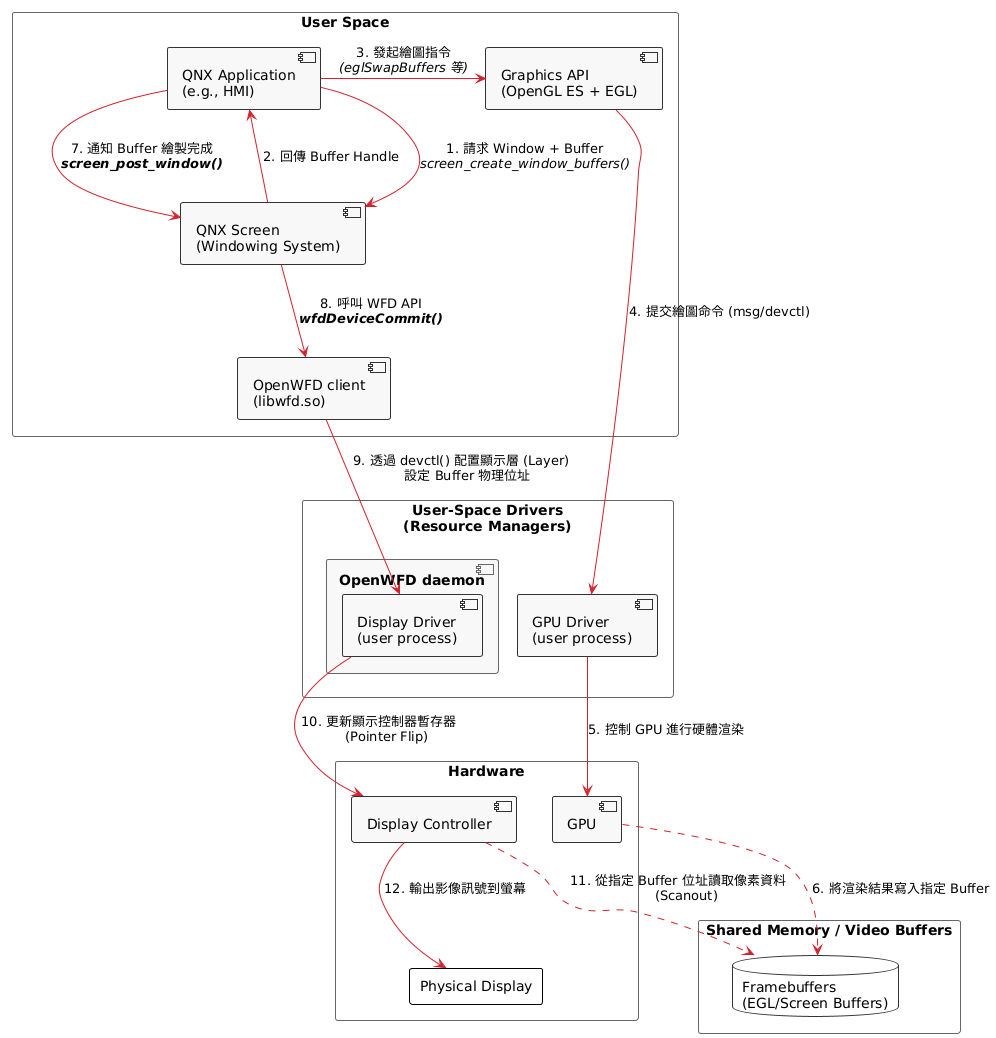 User Space
QNX Application
(e.g., HMI)
3. 發起繪圖指令
(eglSwapBuffers 等)
Graphics API
(OpenGL ES + EGL)
7. 通知 Buffer 繪製完成
screen_post_window()
2. 回傳 Buffer Handle
1. 請求 Window + Buffer
screen_create_window_buffers()
QNX Screen
(Windowing System)
8. 呼叫 WFD API
wfdDeviceCommit()
4. 提交繪圖命令 (msg/devctl)
OpenWFD client
(libwfd.so)
9. 透過 devctl() 配置顯示層 (Layer)
設定 Buffer 物理位址
User-Space Drivers
(Resource Managers)
OpenWFD daemon
Display Driver
(user process)
GPU Driver
(user process)
10. 更新顯示控制器暫存器
(Pointer Flip)
5. 控制 GPU 進行硬體渲染
Hardware
Display Controller
GPU
12. 輸出影像訊號到螢幕
11. 從指定 Buffer 位址讀取像素資料
(Scanout)
6. 將渲染結果寫入指定 Buffer
Shared Memory / Video Buffers
Physical Display
Framebuffers
(EGL/Screen Buffers)